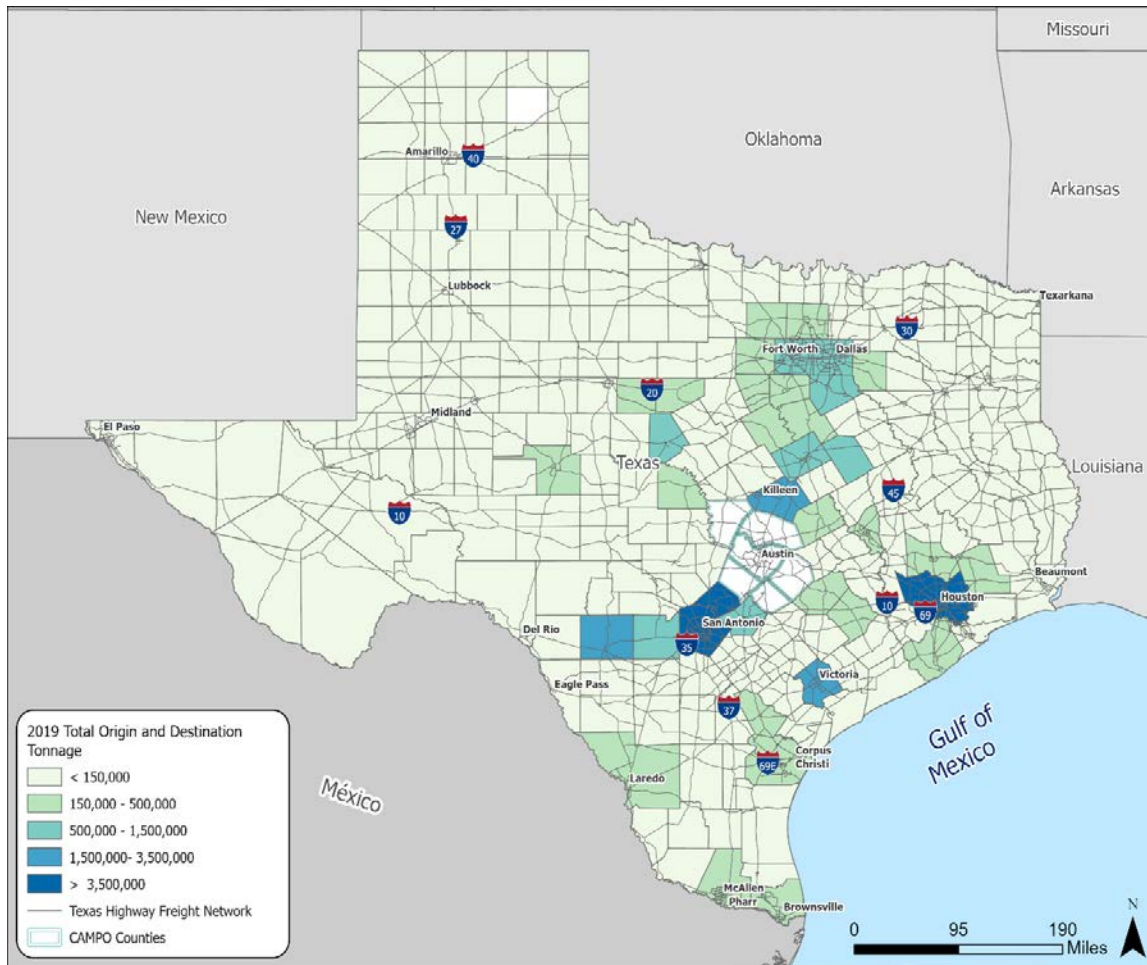 Missouri
Oklahoma
Amarillo
40
Arkansas
New Mexico
27
Lubbock
Texarkana
30
Fort Worth
Dallas
20
Midland
El Paso
Texas
Louisiana
Killeen
45
10
Austin
Beaumont
10
Houston
69
San Antonio
Del Rio
35
Victoria
Eagle Pass
37
Gulf of
Mexico
Corpus
Christi
69E
Laredo
México
McAllen
Pharr
Brownsville
2019 Total Origin and Destination
Tonnage
< 150,000
150,000 - 500,000
500,000 - 1,500,000
1,500,000- 3,500,000
> 3,500,000
Texas Highway Freight Network
CAMPO Counties
N
0 95 190
Miles